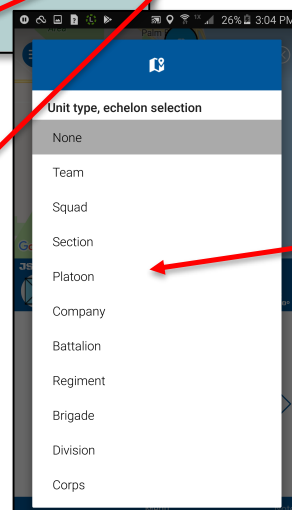 26% 3:04 PM
Unit type, echelon selection
None
Team
Squad
Section
Platoon
Company
Battalion
Regiment
Brigade
Division
Corps